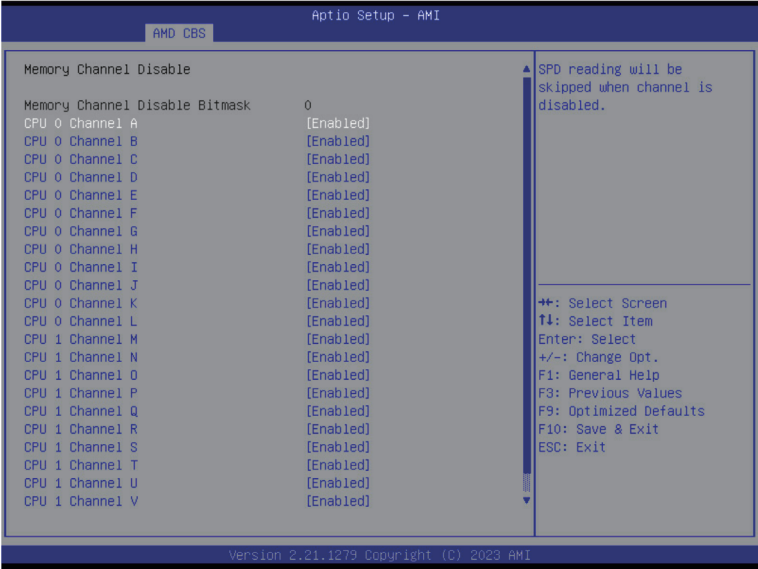 Aptio Setup – AMI
AMD CBS
Memory Channel Disable
Memory Channel Disable Bitmask 0
CPU 0 Channel A [Enabled]
CPU 0 Channel B [Enabled]
CPU 0 Channel C [Enabled]
CPU 0 Channel D [Enabled]
CPU 0 Channel E [Enabled]
CPU 0 Channel F [Enabled]
CPU 0 Channel G [Enabled]
CPU 0 Channel H [Enabled]
CPU 0 Channel I [Enabled]
CPU 0 Channel J [Enabled]
CPU 0 Channel K [Enabled]
CPU 0 Channel L [Enabled]
CPU 1 Channel M [Enabled]
CPU 1 Channel N [Enabled]
CPU 1 Channel O [Enabled]
CPU 1 Channel P [Enabled]
CPU 1 Channel Q [Enabled]
CPU 1 Channel R [Enabled]
CPU 1 Channel S [Enabled]
CPU 1 Channel T [Enabled]
CPU 1 Channel U [Enabled]
CPU 1 Channel V [Enabled]
SPD reading will be
skipped when channel is
disabled.
→←: Select Screen
↑↓: Select Item
Enter: Select
+/-: Change Opt.
F1: General Help
F3: Previous Values
F9: Optimized Defaults
F10: Save & Exit
ESC: Exit
Version 2.21.1279 Copyright (C) 2023 AMI